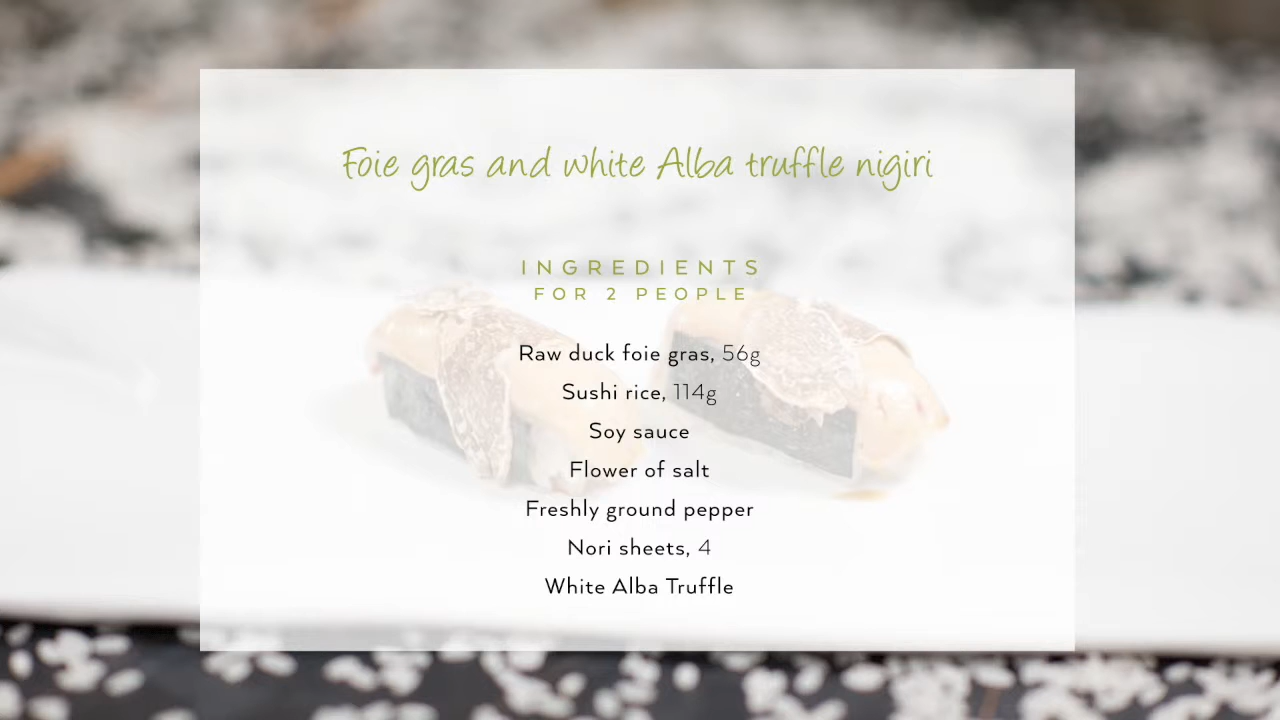 Foie gras and white Alba truffle nigiri
INGREDIENTS
FOR 2 PEOPLE
Raw duck foie gras, 56g
Sushi rice, 114g
Soy sauce
Flower of salt
Freshly ground pepper
Nori sheets, 4
White Alba Truffle